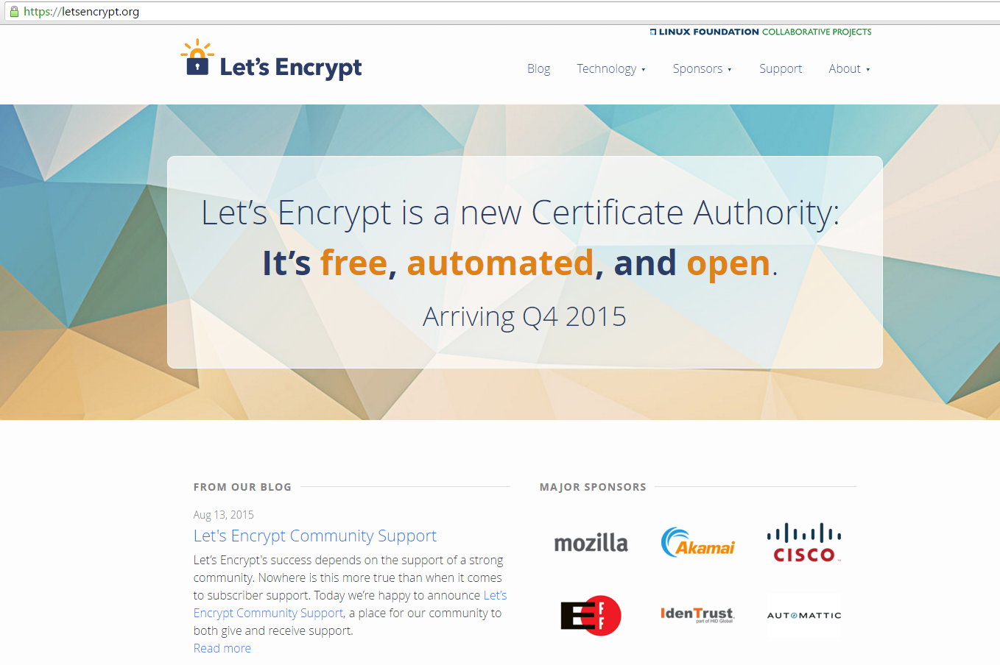 https://letsencrypt.org
LINUX FOUNDATION COLLABORATIVE PROJECTS
Let's Encrypt
Blog Technology ▾ Sponsors ▾ Support About ▾
Let's Encrypt is a new Certificate Authority:
It's free, automated, and open.
Arriving Q4 2015
FROM OUR BLOG
Aug 13, 2015
Let's Encrypt Community Support
Let's Encrypt's success depends on the support of a strong
community. Nowhere is this more true than when it comes
to subscriber support. Today we're happy to announce Let's
Encrypt Community Support, a place for our community to
both give and receive support.
Read more
MAJOR SPONSORS
mozilla
Akamai
CISCO
EFF
IdenTrust
part of HID Global
AUTOMATTIC